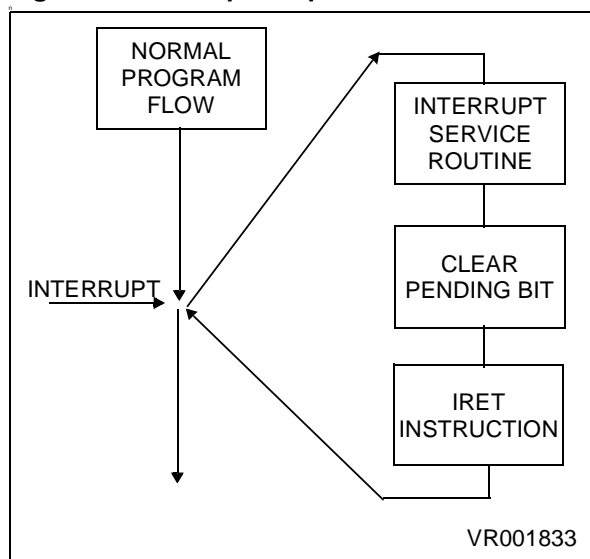 NORMAL
PROGRAM
FLOW
INTERRUPT
SERVICE
ROUTINE
INTERRUPT
CLEAR
PENDING BIT
IRET
INSTRUCTION
VR001833